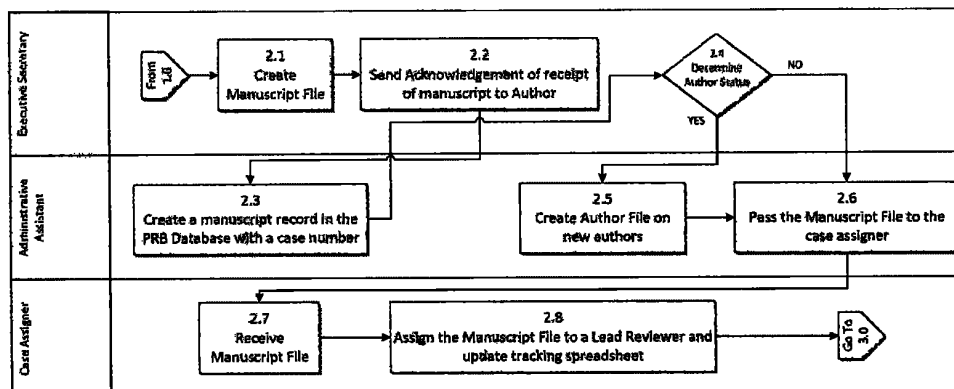 Executive Secretary
From
1.0
2.1
Create
Manuscript File
2.2
Send Acknowledgement of receipt
of manuscript to Author
2.4
Determine
Author Status
NO
YES
Administrative
Assistant
2.3
Create a manuscript record in the
PRB Database with a case number
2.5
Create Author File on
new authors
2.6
Pass the Manuscript File to the
case assigner
Case Assigner
2.7
Receive
Manuscript File
2.8
Assign the Manuscript File to a Lead Reviewer and
update tracking spreadsheet
Go To
3.0